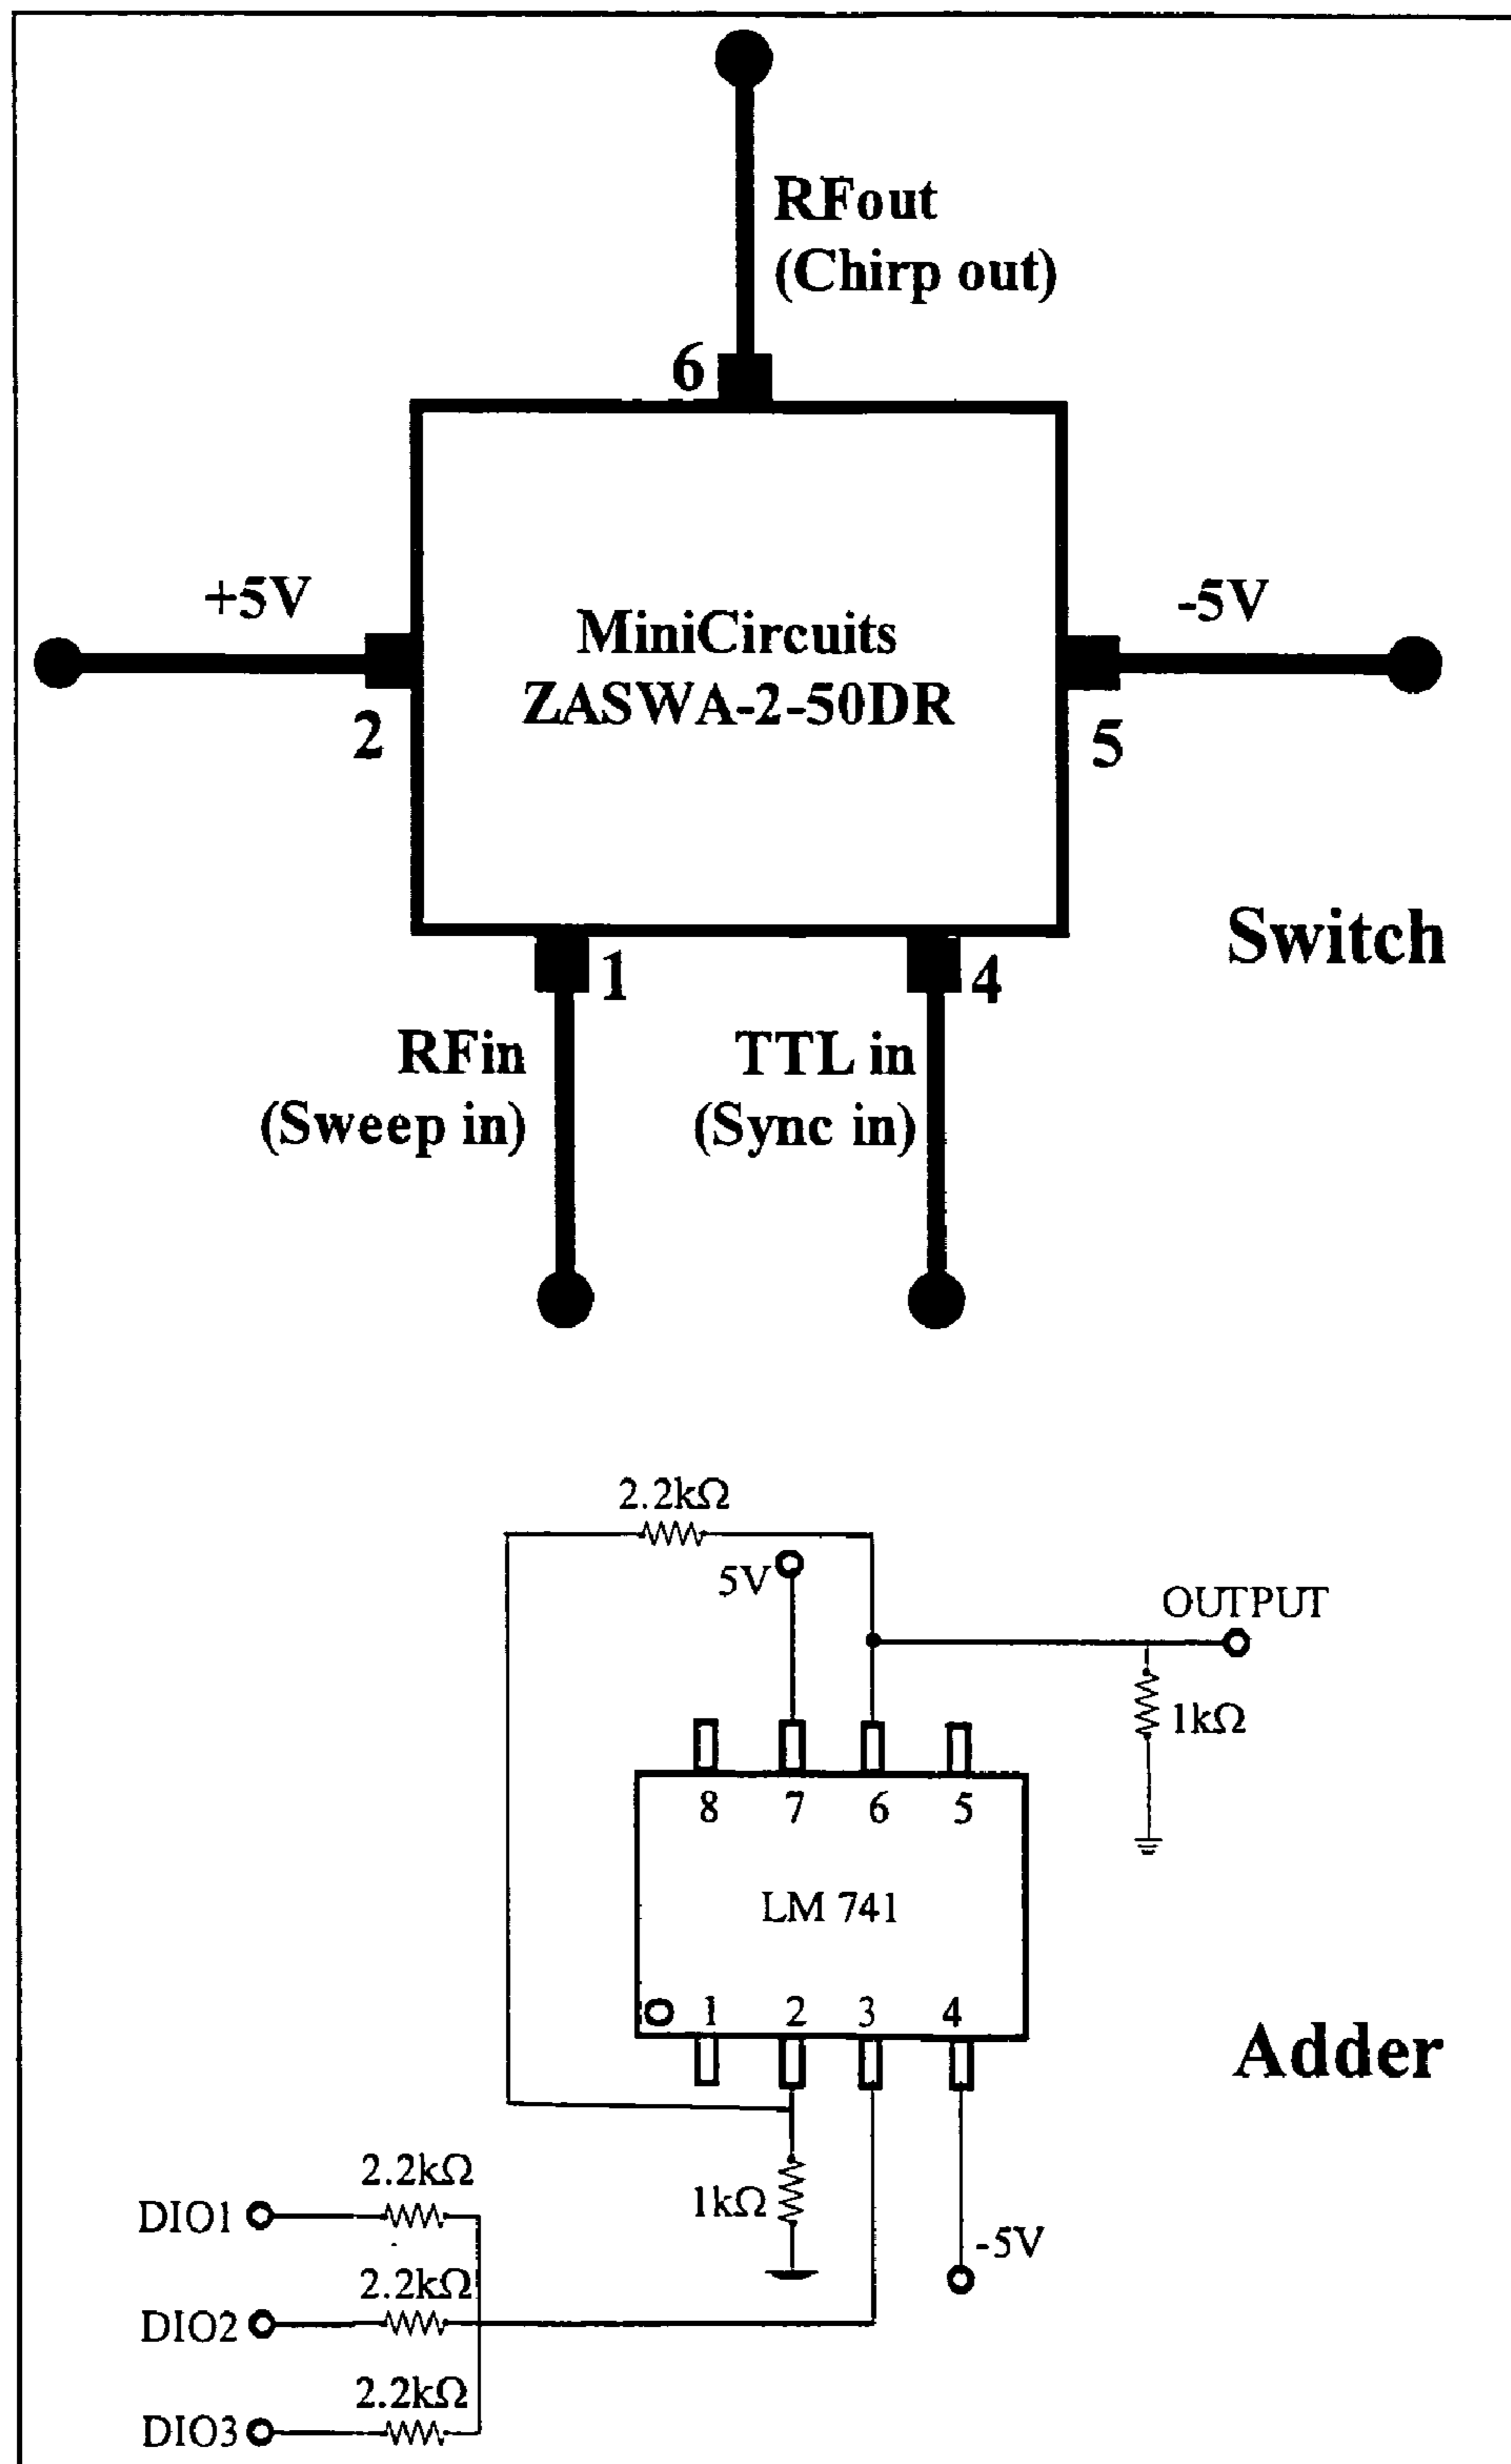 RFout
(Chirp out)
6
+5V
-5V
MiniCircuits
ZASWA-2-50DR
2
5
Switch
1
4
RFin
(Sweep in)
TTL in
(Sync in)
2.2kΩ
5V
OUTPUT
1kΩ
8 7 6 5
LM 741
1 2 3 4
Adder
2.2kΩ
DIO1
1kΩ
-5V
2.2kΩ
DIO2
2.2kΩ
DIO3